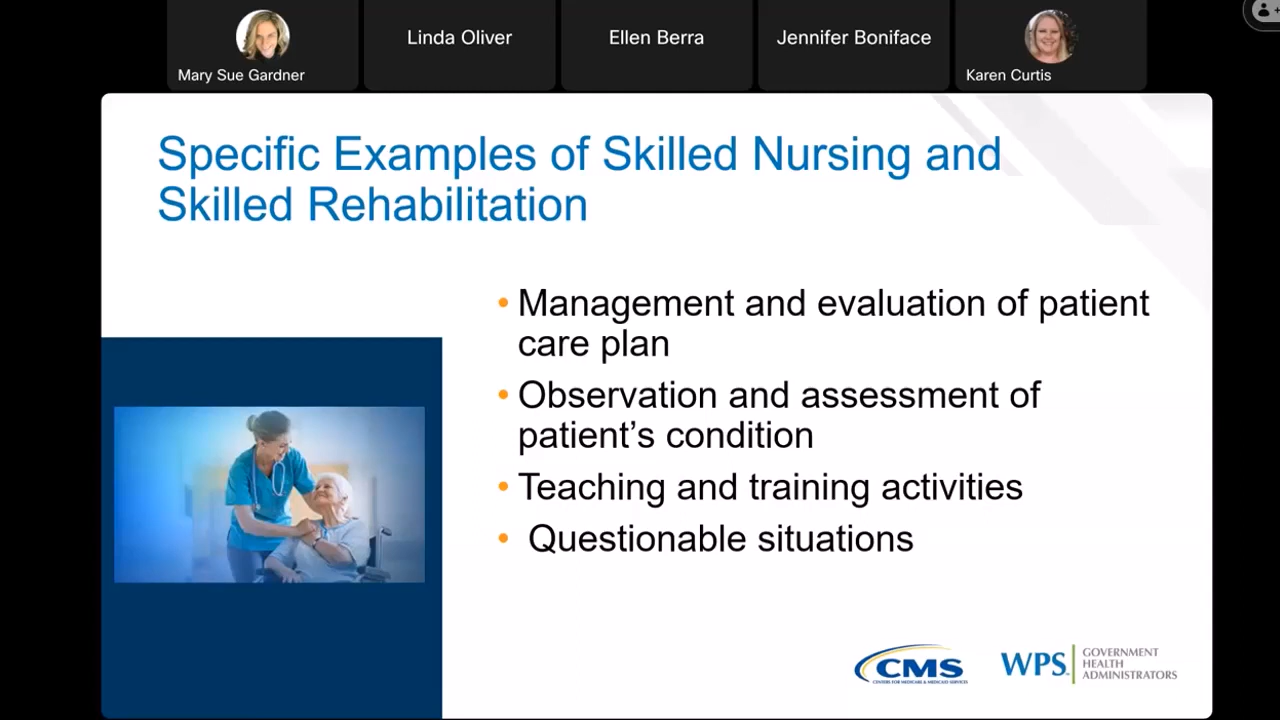 Linda Oliver
Ellen Berra
Jennifer Boniface
Mary Sue Gardner
Karen Curtis
Specific Examples of Skilled Nursing and
Skilled Rehabilitation
• Management and evaluation of patient
care plan
• Observation and assessment of
patient's condition
• Teaching and training activities
• Questionable situations
CMS
CENTERS FOR MEDICARE & MEDICAID SERVICES
WPS
GOVERNMENT
HEALTH
ADMINISTRATORS